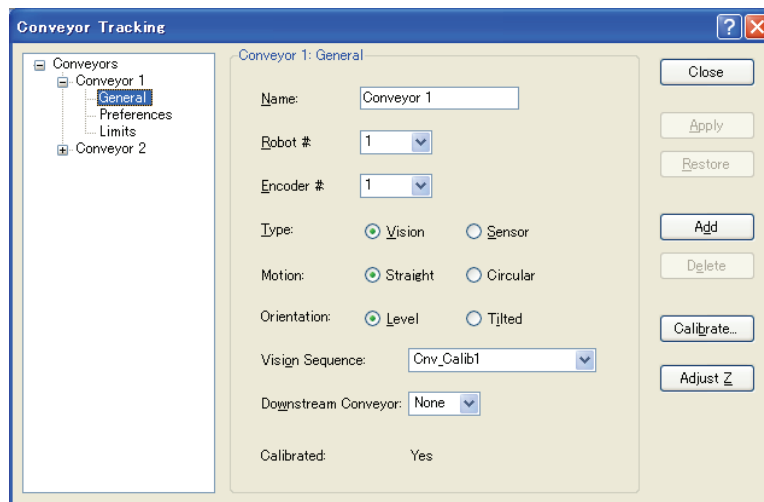 Conveyor Tracking
Conveyors
Conveyor 1
General
Preferences
Limits
Conveyor 2
Conveyor 1: General
Name: Conveyor 1
Robot #: 1
Encoder #: 1
Type: Vision Sensor
Motion: Straight Circular
Orientation: Level Tilted
Vision Sequence: Cnv_Calib1
Downstream Conveyor: None
Calibrated: Yes
Close
Apply
Restore
Add
Delete
Calibrate...
Adjust Z